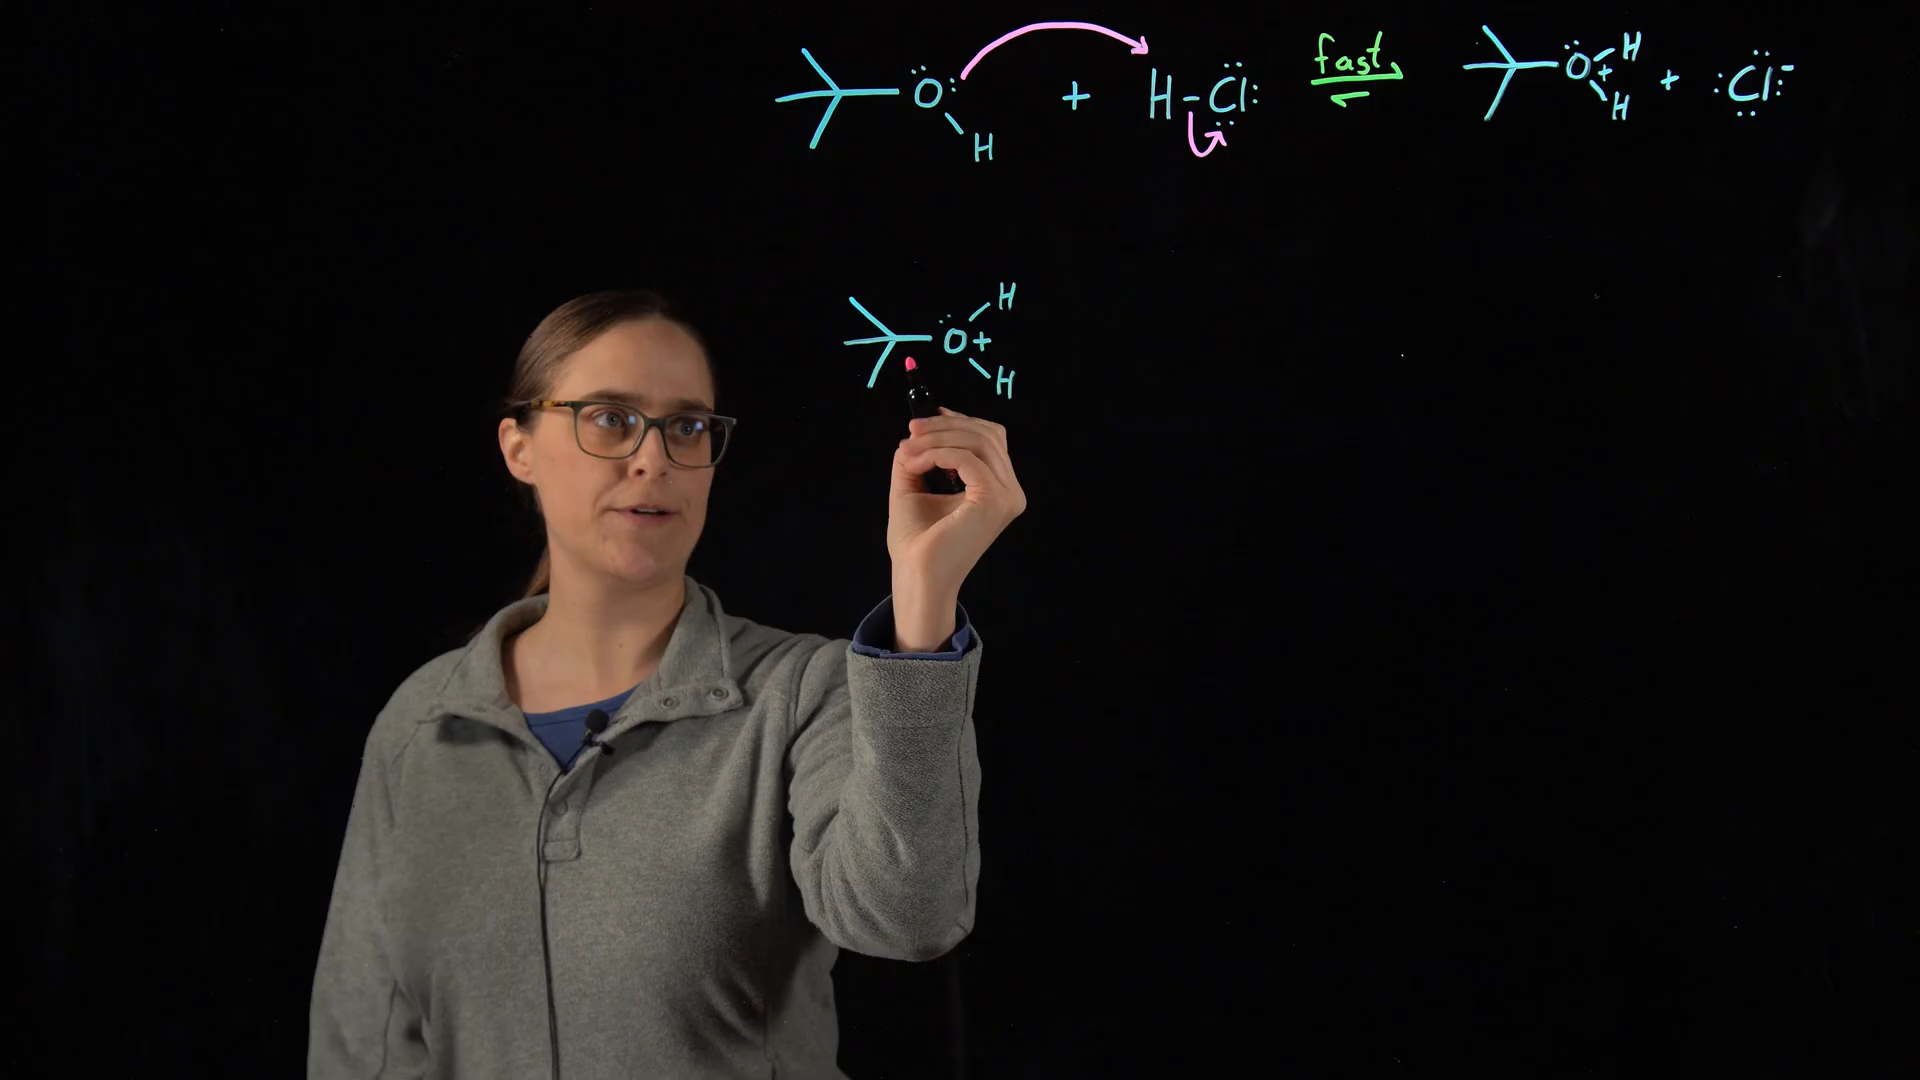 fast
O H + H-Cl ⇌ O+ H H + Cl-
O+ H H